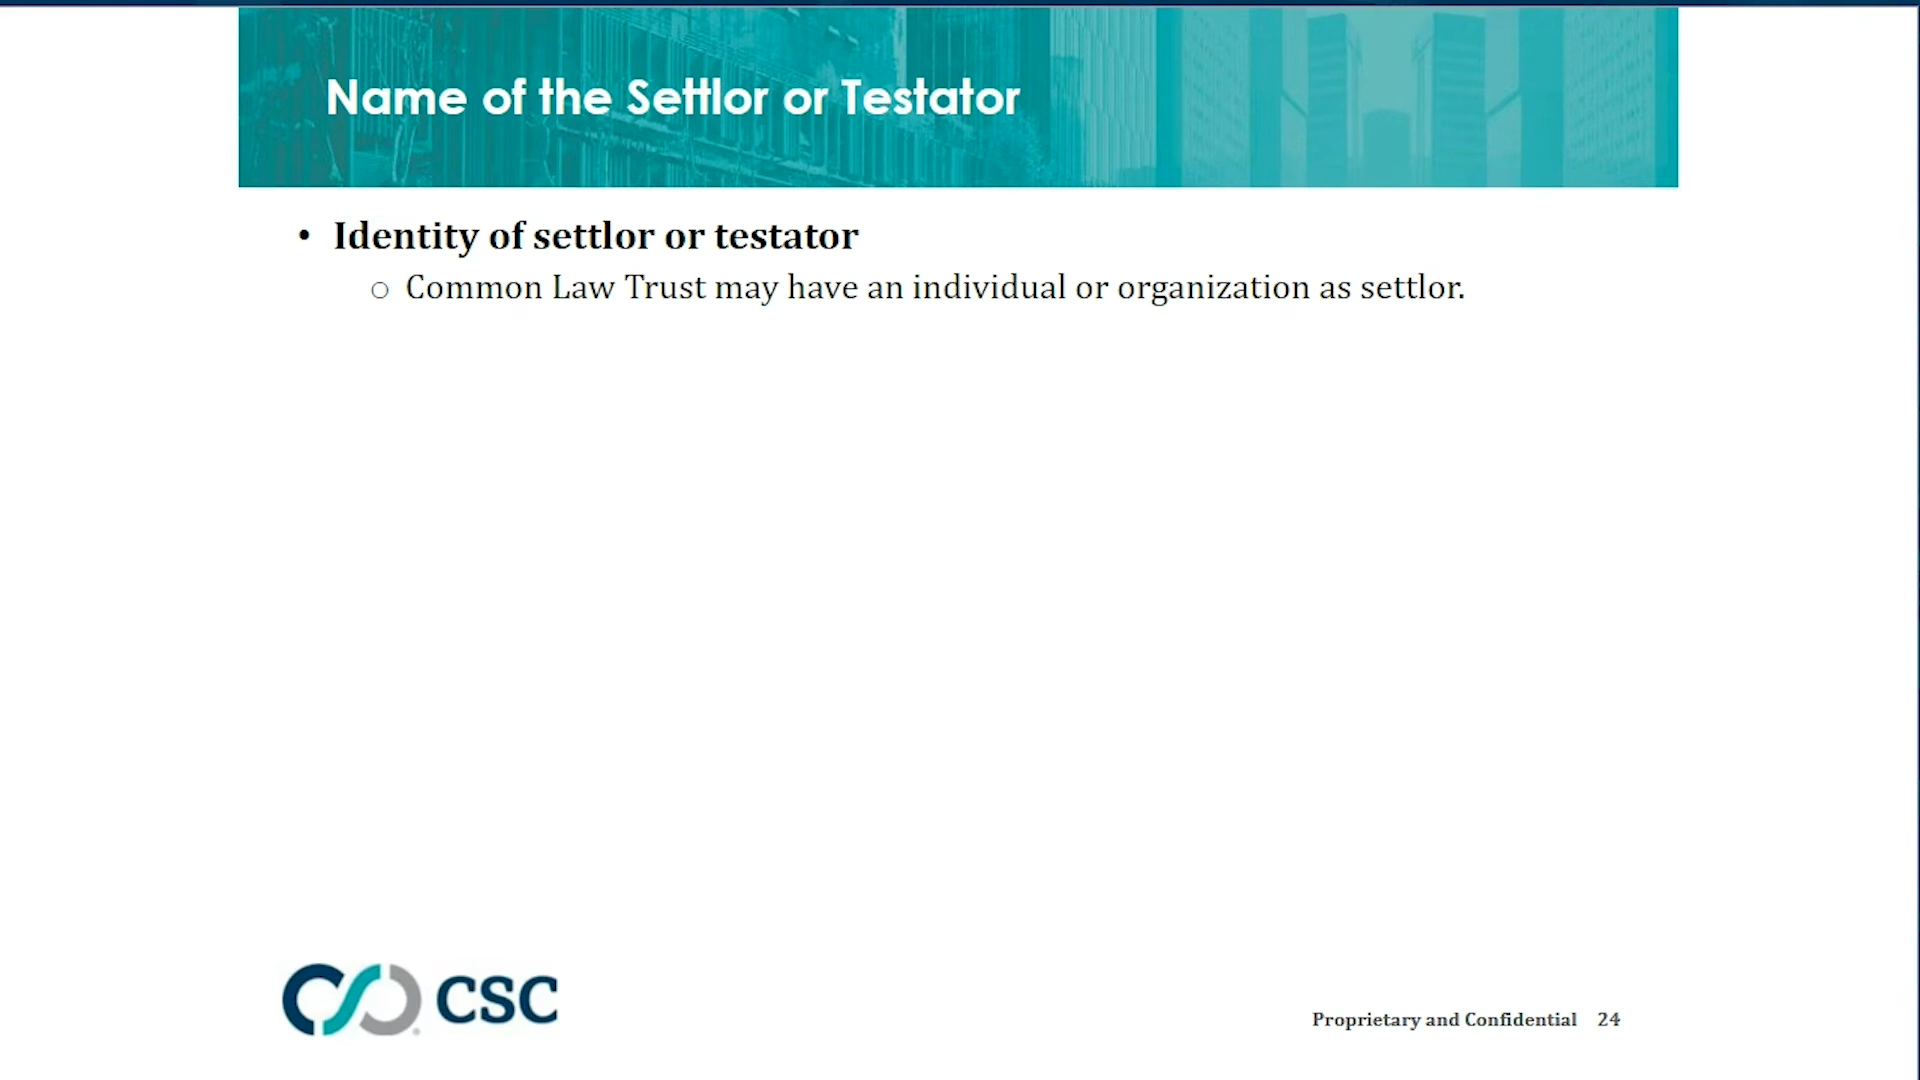 Name of the Settlor or Testator
• Identity of settlor or testator
○ Common Law Trust may have an individual or organization as settlor.
CSC
Proprietary and Confidential 24